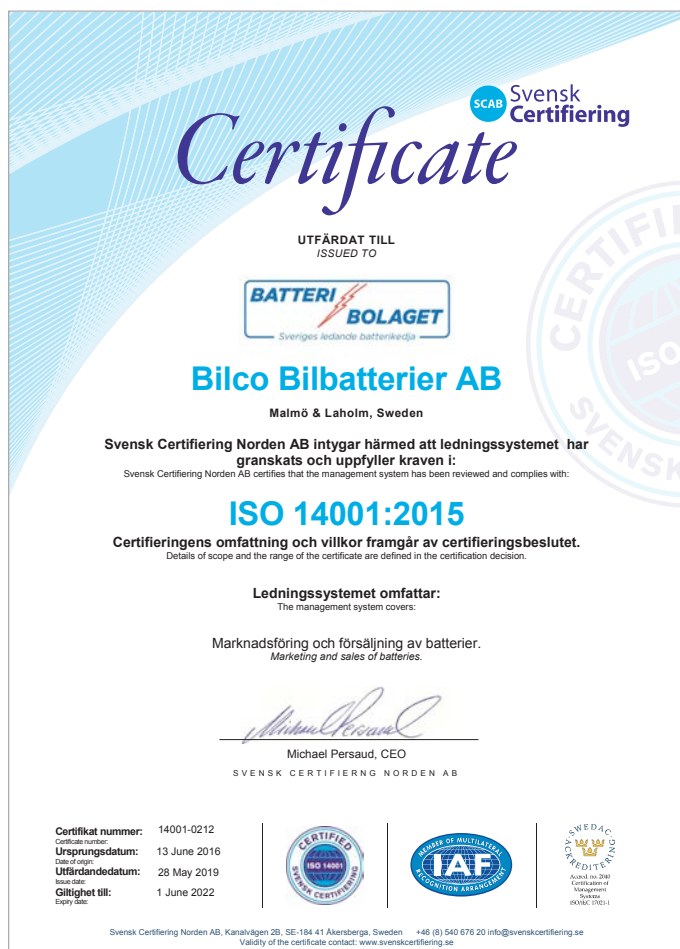 SCAB Svensk
Certifiering
Certificate
UTFÄRDAT TILL
ISSUED TO
BATTERI
BOLAGET
Sveriges ledande batterikedja
Bilco Bilbatterier AB
Malmö & Laholm, Sweden
Svensk Certifiering Norden AB intygar härmed att ledningssystemet har
granskats och uppfyller kraven i:
Svensk Certifiering Norden AB certifies that the management system has been reviewed and complies with:
ISO 14001:2015
Certifieringens omfattning och villkor framgår av certifieringsbeslutet.
Details of scope and the range of the certificate are defined in the certification decision.
Ledningssystemet omfattar:
The management system covers:
Marknadsföring och försäljning av batterier.
Marketing and sales of batteries.
Michael Persaud, CEO
SVENSK CERTIFIERNG NORDEN AB
Certifikat nummer: 14001-0212
Certificate number:
Ursprungsdatum: 13 June 2016
Date of origin:
Utfärdandedatum: 28 May 2019
Issue date:
Giltighet till: 1 June 2022
Expiry date:
CERTIFIED
ISO 14001
SVENSK CERTIFIERING
MEMBER OF MULTILATERAL
IAF
RECOGNITION ARRANGEMENT
SWEDAC
ACKREDITERING
Accred. no. 2040
Certification of
Management
Systems
ISO/IEC 17021-1
Svensk Certifiering Norden AB, Kanalvägen 2B, SE-184 41 Åkersberga, Sweden +46 (8) 540 676 20 info@svenskcertifiering.se
Validity of the certificate contact: www.svenskcertifiering.se